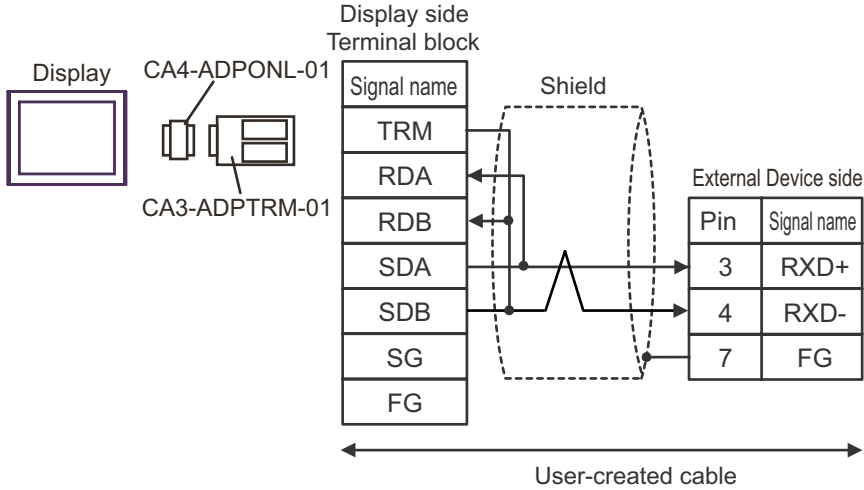 Display side
Terminal block
Display
CA4-ADPONL-01
CA3-ADPTRM-01
Signal name
TRM
RDA
RDB
SDA
SDB
SG
FG
Shield
External Device side
Pin Signal name
3 RXD+
4 RXD-
7 FG
User-created cable